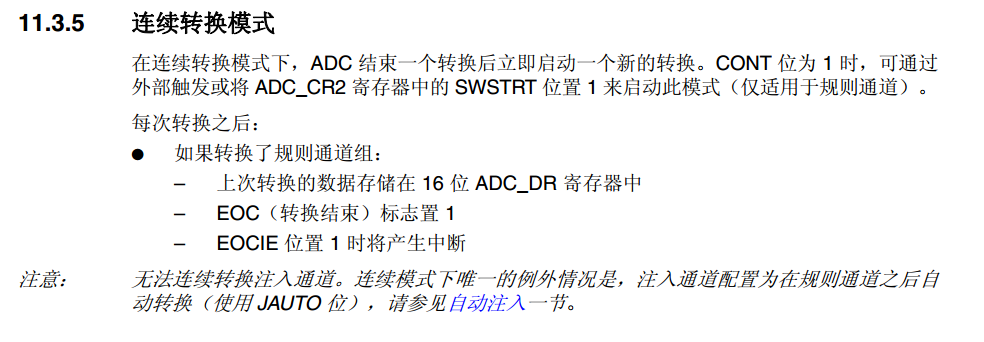 11.3.5 连续转换模式
在连续转换模式下，ADC 结束一个转换后立即启动一个新的转换。CONT 位为 1 时，可通过
外部触发或将 ADC_CR2 寄存器中的 SWSTRT 位置 1 来启动此模式（仅适用于规则通道）。
每次转换之后：
● 如果转换了规则通道组：
– 上次转换的数据存储在 16 位 ADC_DR 寄存器中
– EOC（转换结束）标志置 1
– EOCIE 位置 1 时将产生中断
注意： 无法连续转换注入通道。连续模式下唯一的例外情况是，注入通道配置为在规则通道之后自
动转换（使用 JAUTO 位），请参见自动注入一节。